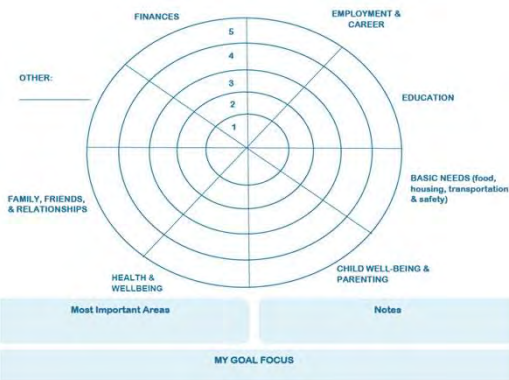 FINANCES
EMPLOYMENT &
CAREER
5
4
3
2
1
OTHER:
EDUCATION
BASIC NEEDS (food,
housing, transportation
& safety)
FAMILY, FRIENDS,
& RELATIONSHIPS
CHILD WELL-BEING &
PARENTING
HEALTH &
WELLBEING
Most Important Areas
Notes
MY GOAL FOCUS